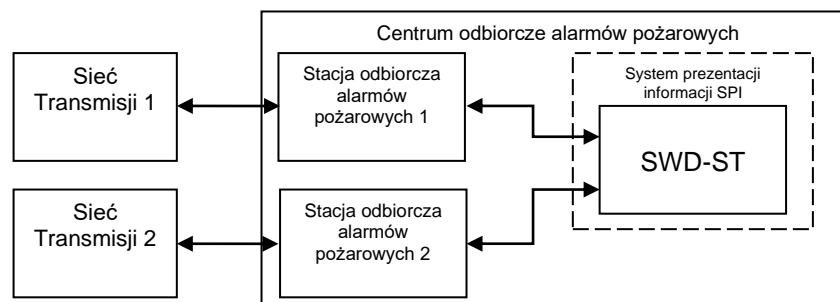 Centrum odbiorcze alarmów pożarowych
Sieć
Transmisji 1
Stacja odbiorcza
alarmów
pożarowych 1
System prezentacji
informacji SPI
SWD-ST
Sieć
Transmisji 2
Stacja odbiorcza
alarmów
pożarowych 2